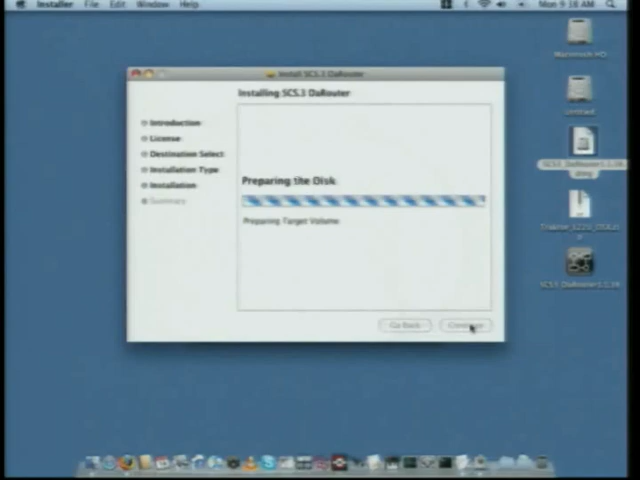 Installer File Edit Window Help
Mon 9:18 AM
Install SCS.3 DaRouter
Installing SCS.3 DaRouter
Introduction
License
Destination Select
Installation Type
Installation
Summary
Preparing the Disk
Preparing Target Volume
Go Back
Continue
Macintosh HD